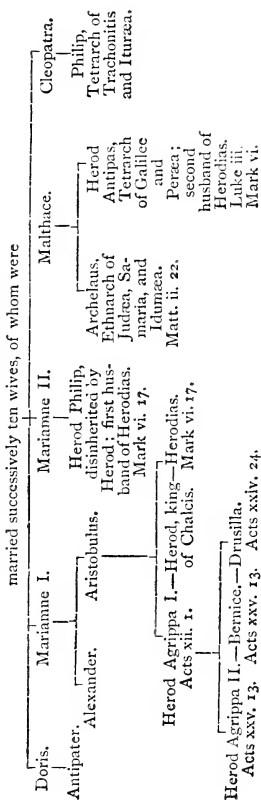 married successively ten wives, of whom were
Doris.
Mariamne I.
Mariamne II.
Malthace.
Cleopatra.
Antipater.
Alexander.
Aristobulus.
Herod Philip,
disinherited by
Herod; first hus-
band of Herodias.
Mark vi. 17.
Archelaus,
Ethnarch of
Judæa, Sa-
maria, and
Idumæa.
Matt. ii. 22.
Herod
Antipas,
Tetrarch
of Galilee
and
Peræa;
second
husband of
Herodias.
Luke iii.
Mark vi.
Philip,
Tetrarch of
Trachonitis
and Ituræa.
Herod Agrippa I.—Herod, king—Herodias.
Acts xii. 1. of Chalcis. Mark vi. 17.
Herod Agrippa II.—Bernice.—Drusilla.
Acts xxv. 13. Acts xxv. 13. Acts xxiv. 24.